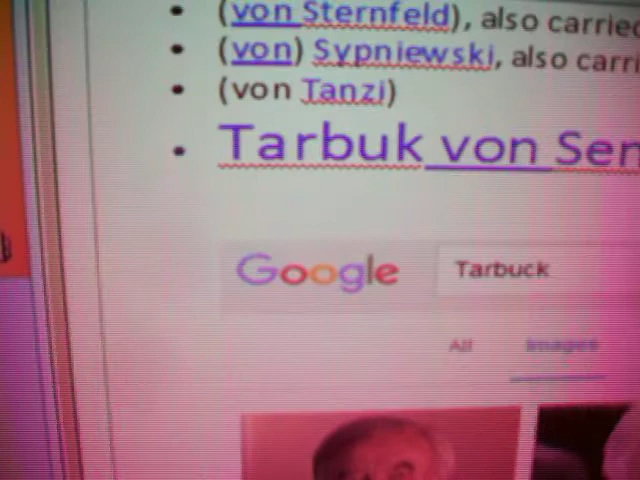 (von Sternfeld), also carried
(von) Sypniewski, also carri
(von Tanzi)
Tarbuk von Sen
Google Tarbuck
All Images